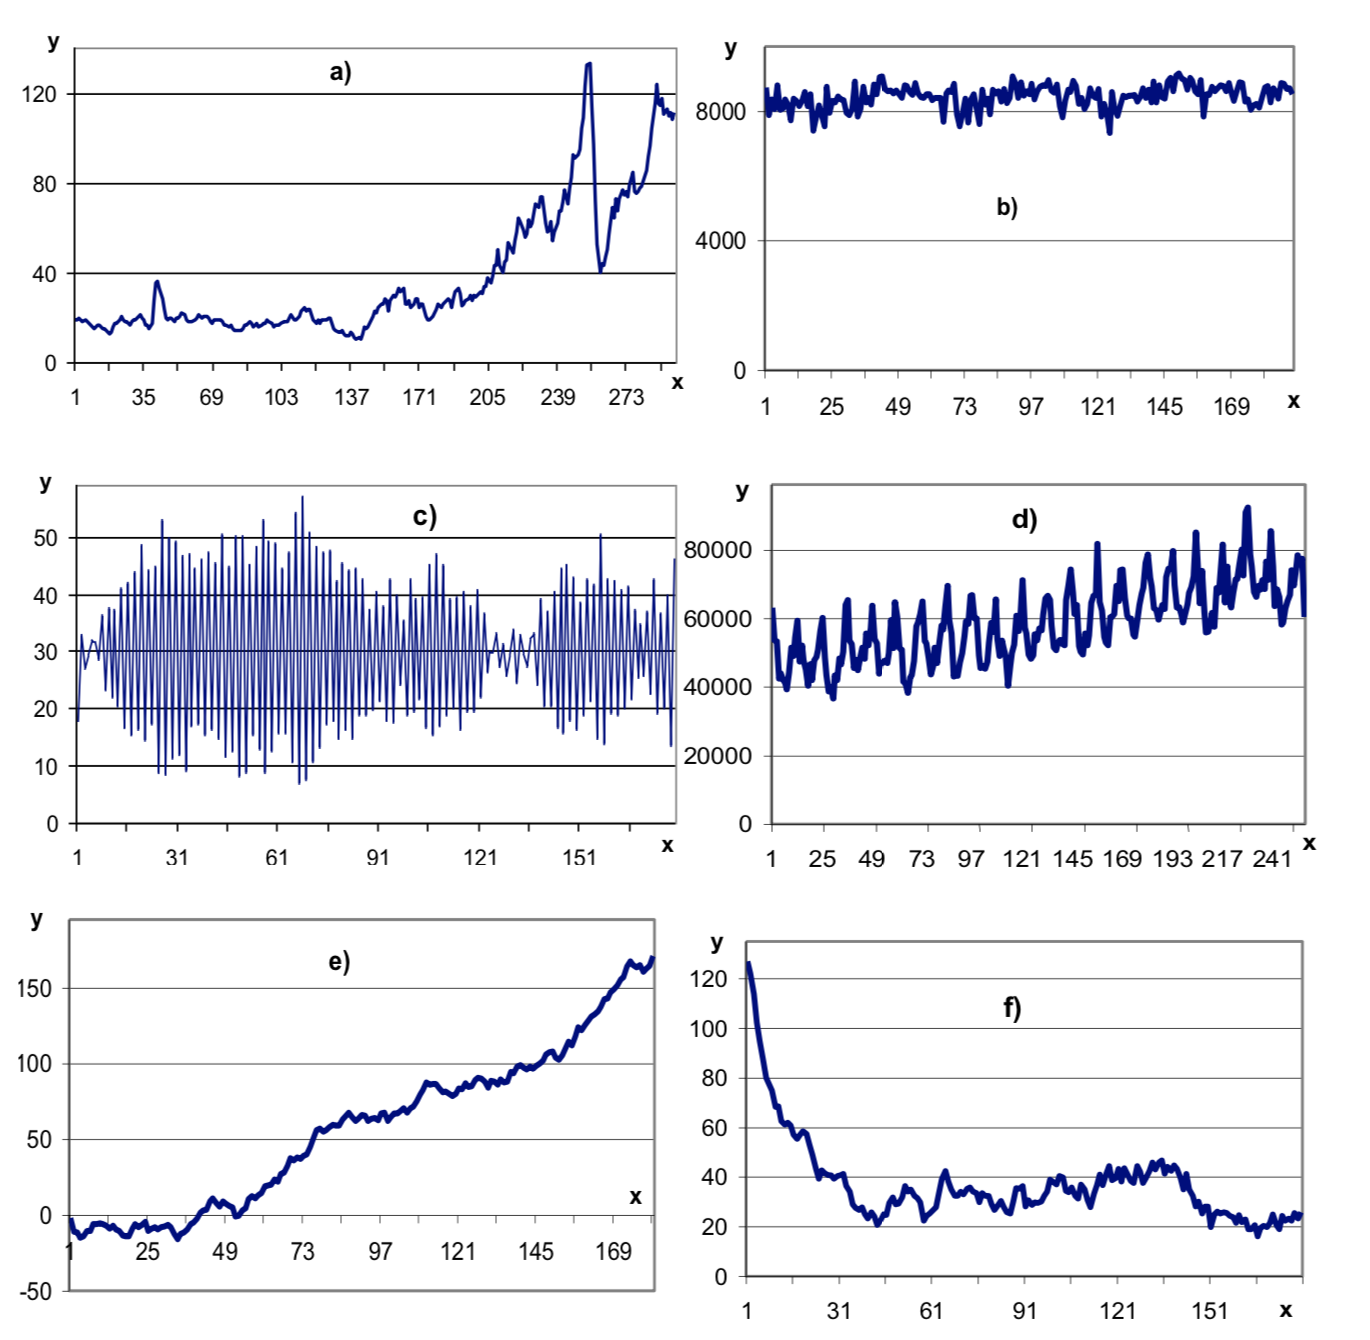 y
a)
120
80
40
0
1 35 69 103 137 171 205 239 273
x
y
8000
b)
4000
0
1 25 49 73 97 121 145 169 x
y
c)
50
40
30
20
10
0
1 31 61 91 121 151
x
y
d)
80000
60000
40000
20000
0
1 25 49 73 97 121 145 169 193 217 241
x
y
e)
150
100
50
x
0
1 25 49 73 97 121 145 169
-50
y
120
f)
100
80
60
40
20
0
1 31 61 91 121 151 x